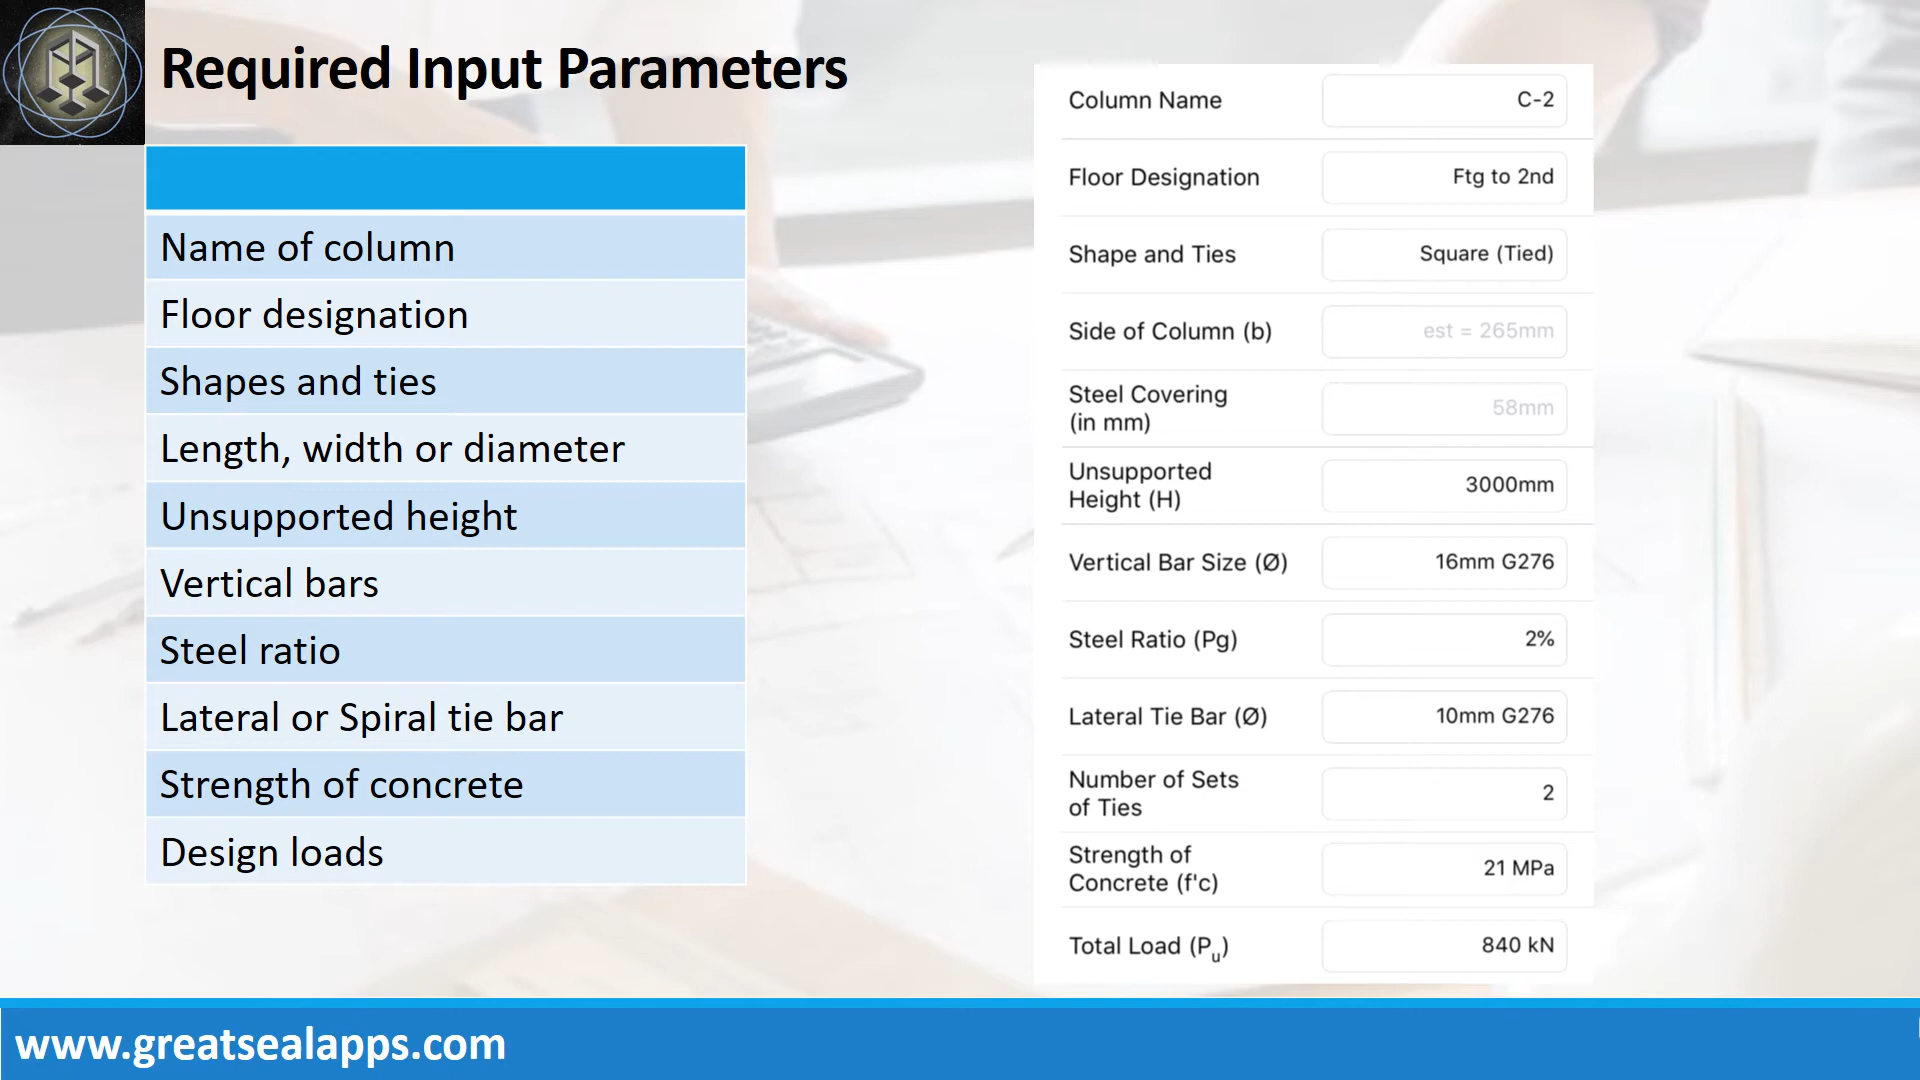 Required Input Parameters
Name of column
Floor designation
Shapes and ties
Length, width or diameter
Unsupported height
Vertical bars
Steel ratio
Lateral or Spiral tie bar
Strength of concrete
Design loads
Column Name C-2
Floor Designation Ftg to 2nd
Shape and Ties Square (Tied)
Side of Column (b) est = 265mm
Steel Covering
(in mm) 58mm
Unsupported
Height (H) 3000mm
Vertical Bar Size (Ø) 16mm G276
Steel Ratio (Pg) 2%
Lateral Tie Bar (Ø) 10mm G276
Number of Sets
of Ties 2
Strength of
Concrete (f'c) 21 MPa
Total Load (Pu) 840 kN
www.greatsealapps.com